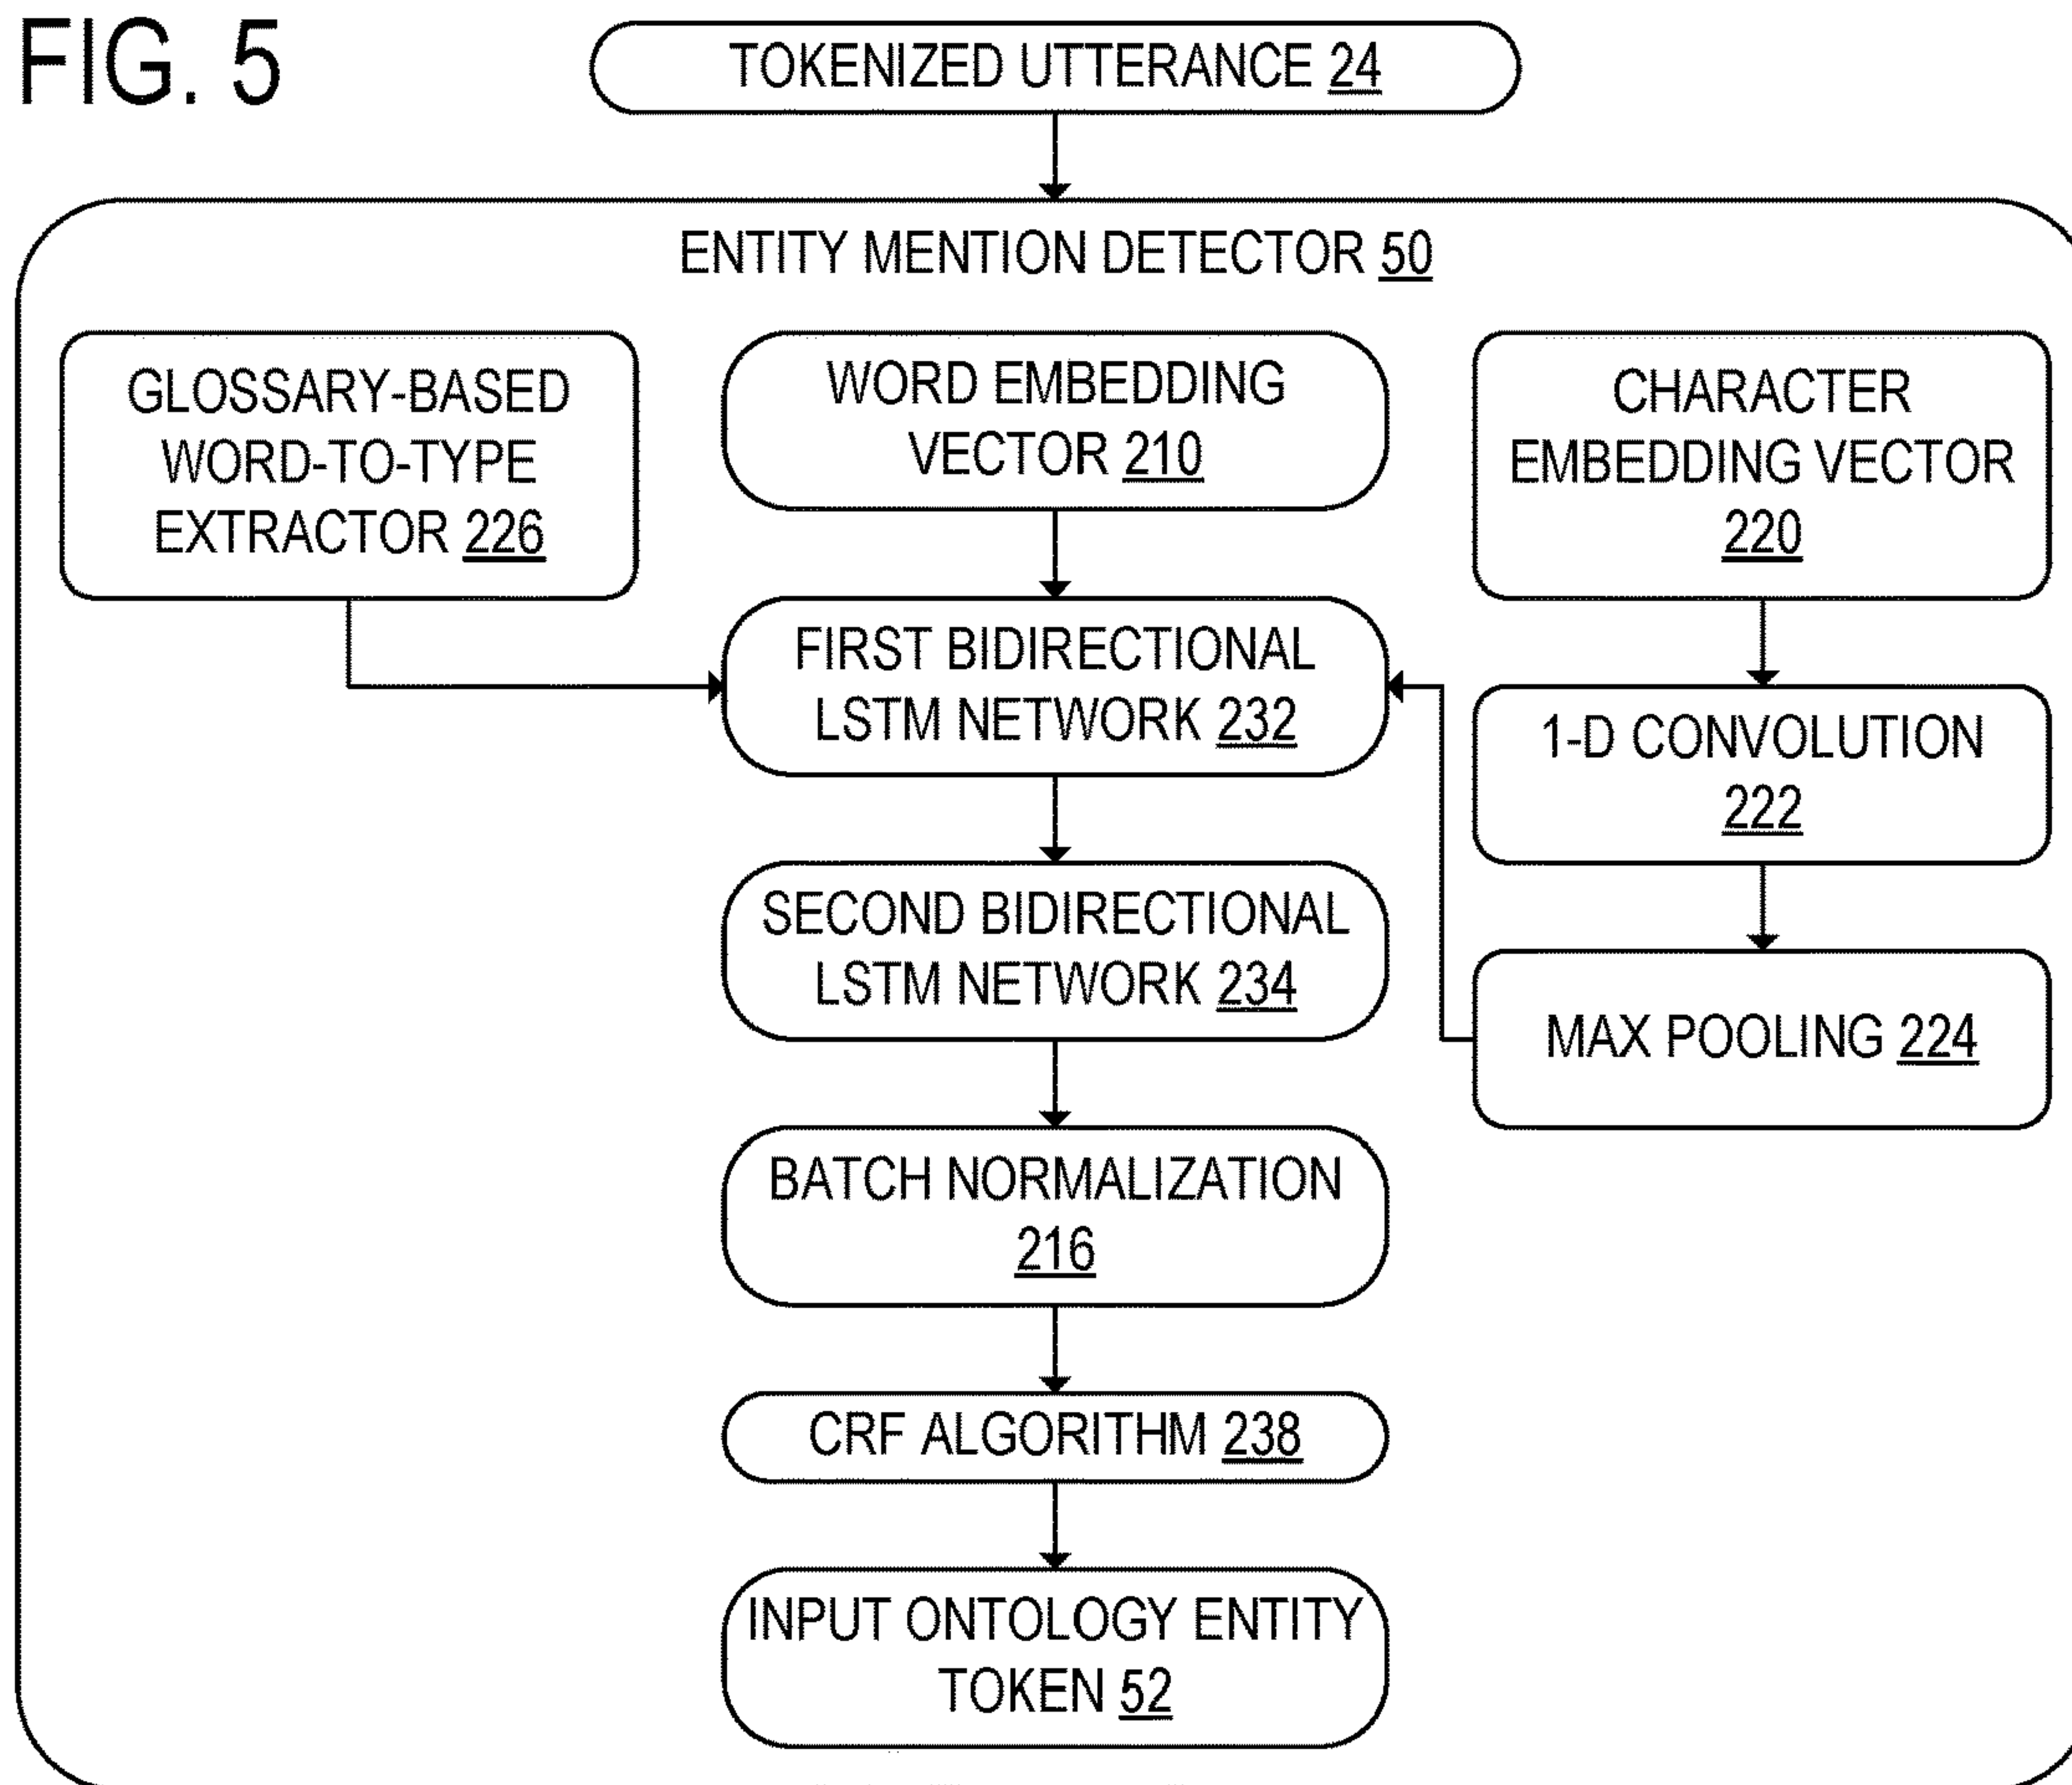 FIG. 5
TOKENIZED UTTERANCE 24
ENTITY MENTION DETECTOR 50
GLOSSARY-BASED
WORD-TO-TYPE
EXTRACTOR 226
WORD EMBEDDING
VECTOR 210
CHARACTER
EMBEDDING VECTOR
220
FIRST BIDIRECTIONAL
LSTM NETWORK 232
1-D CONVOLUTION
222
SECOND BIDIRECTIONAL
LSTM NETWORK 234
MAX POOLING 224
BATCH NORMALIZATION
216
CRF ALGORITHM 238
INPUT ONTOLOGY ENTITY
TOKEN 52